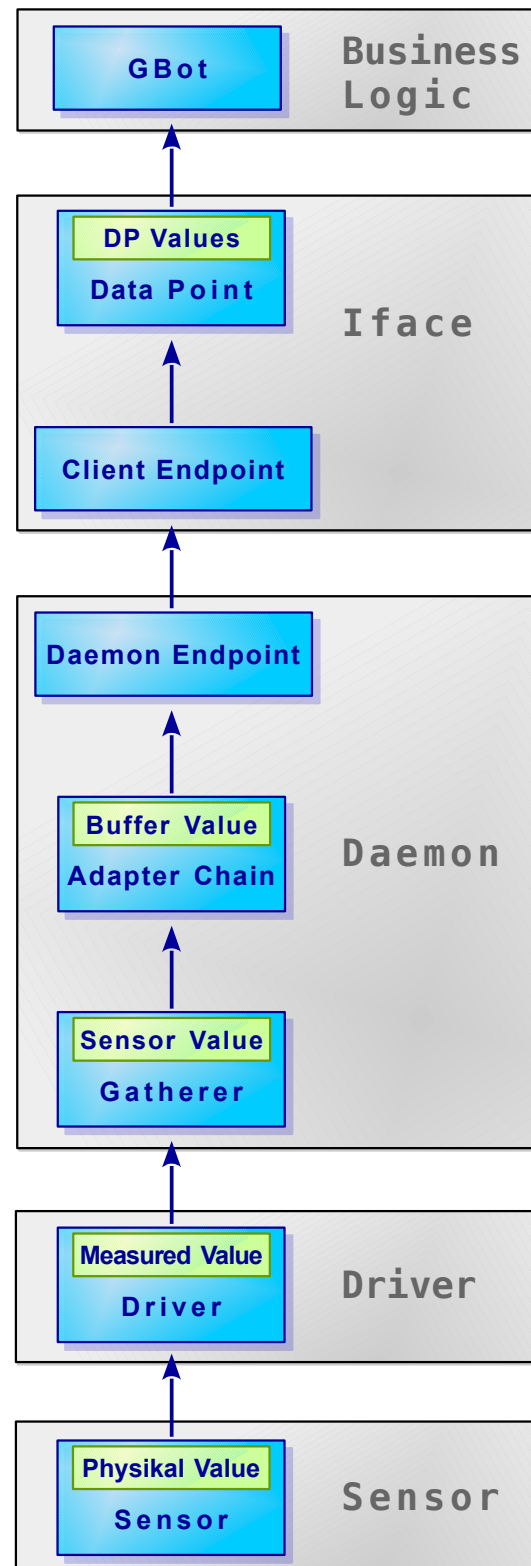 GBot
Business
Logic
DP Values
Data Point
Iface
Client Endpoint
Daemon Endpoint
Buffer Value
Adapter Chain
Daemon
Sensor Value
Gatherer
Measured Value
Driver
Driver
Physikal Value
Sensor
Sensor